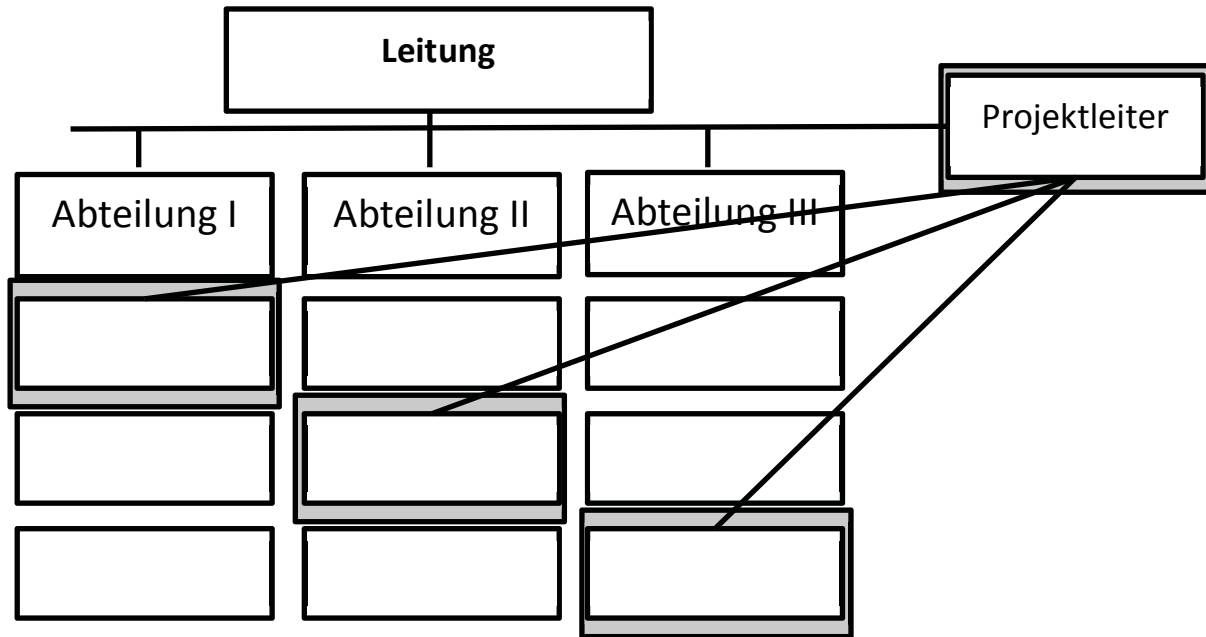 Leitung
Projektleiter
Abteilung I
Abteilung II
Abteilung III